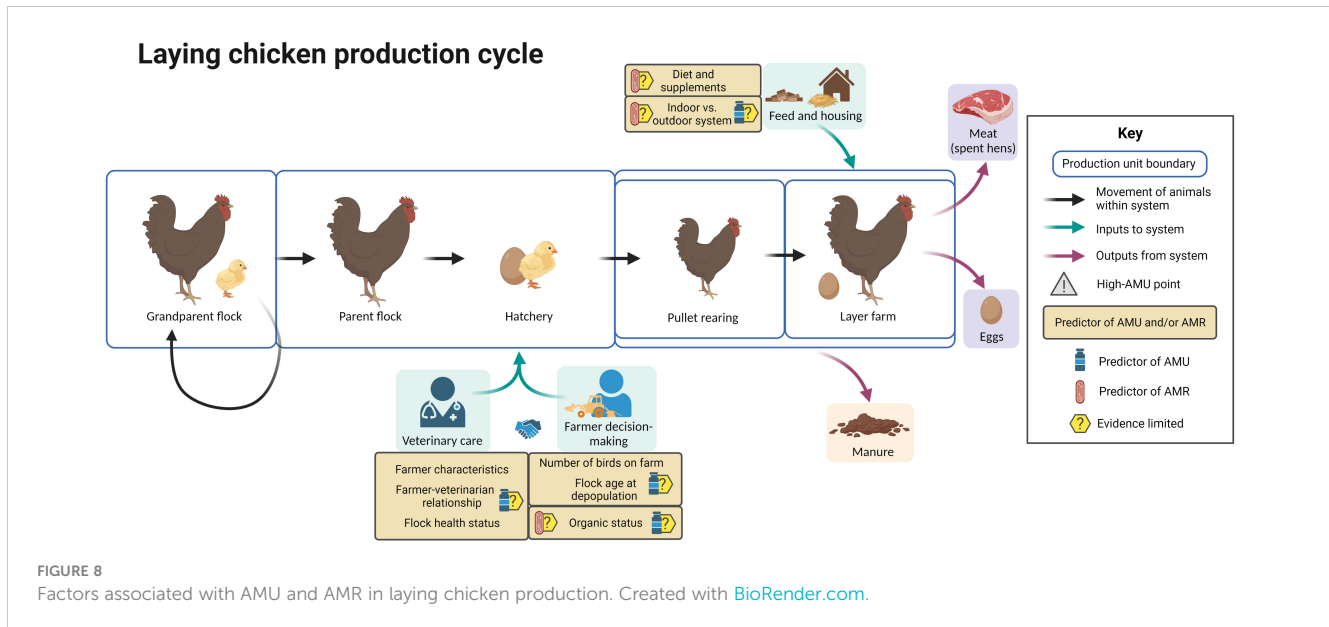 Laying chicken production cycle
Diet and
supplements
Indoor vs.
outdoor system
Feed and housing
Meat
(spent hens)
Key
Production unit boundary
Movement of animals
within system
Inputs to system
Outputs from system
High-AMU point
Predictor of AMU and/or AMR
Predictor of AMU
Predictor of AMR
Evidence limited
Grandparent flock
Parent flock
Hatchery
Pullet rearing
Layer farm
Eggs
Veterinary care
Farmer decision-
making
Manure
Farmer characteristics
Farmer-veterinarian
relationship
Flock health status
Number of birds on farm
Flock age at
depopulation
Organic status
FIGURE 8
Factors associated with AMU and AMR in laying chicken production. Created with BioRender.com.